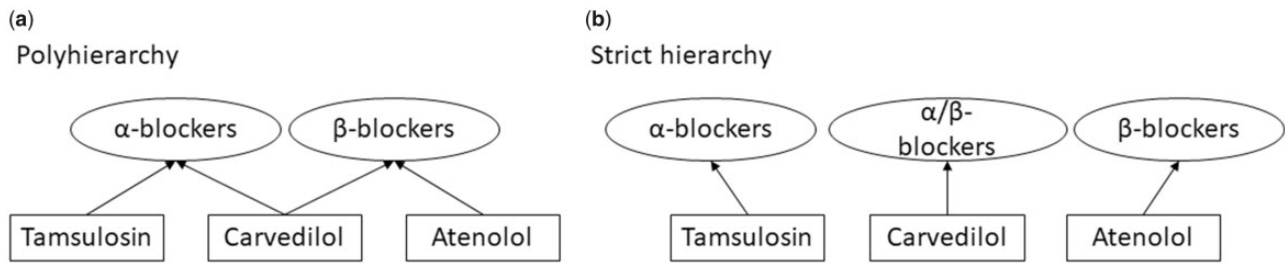 (a)
Polyhierarchy
α-blockers
β-blockers
Tamsulosin
Carvedilol
Atenolol
(b)
Strict hierarchy
α-blockers
α/β-
blockers
β-blockers
Tamsulosin
Carvedilol
Atenolol